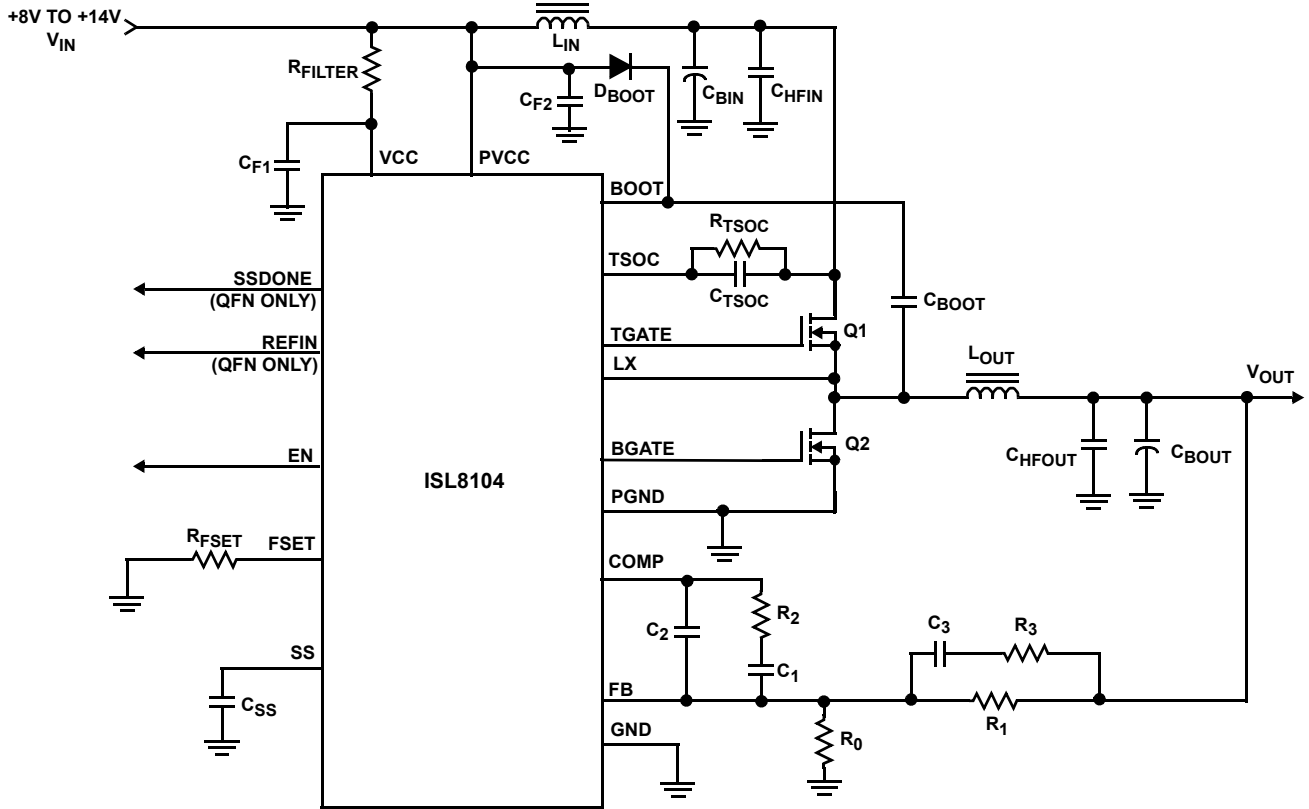 +8V TO +14V
VIN
LIN
RFILTER
CF2
DBOOT
CBIN
CHFIN
CF1
VCC
PVCC
BOOT
RTSOC
TSOC
CTSOC
SSDONE
(QFN ONLY)
CBOOT
TGATE
Q1
REFIN
(QFN ONLY)
LX
LOUT
VOUT
BGATE
Q2
EN
ISL8104
CHFOUT
CBOUT
PGND
RFSET
FSET
COMP
C2
R2
C3
R3
SS
C1
CSS
FB
R1
GND
R0